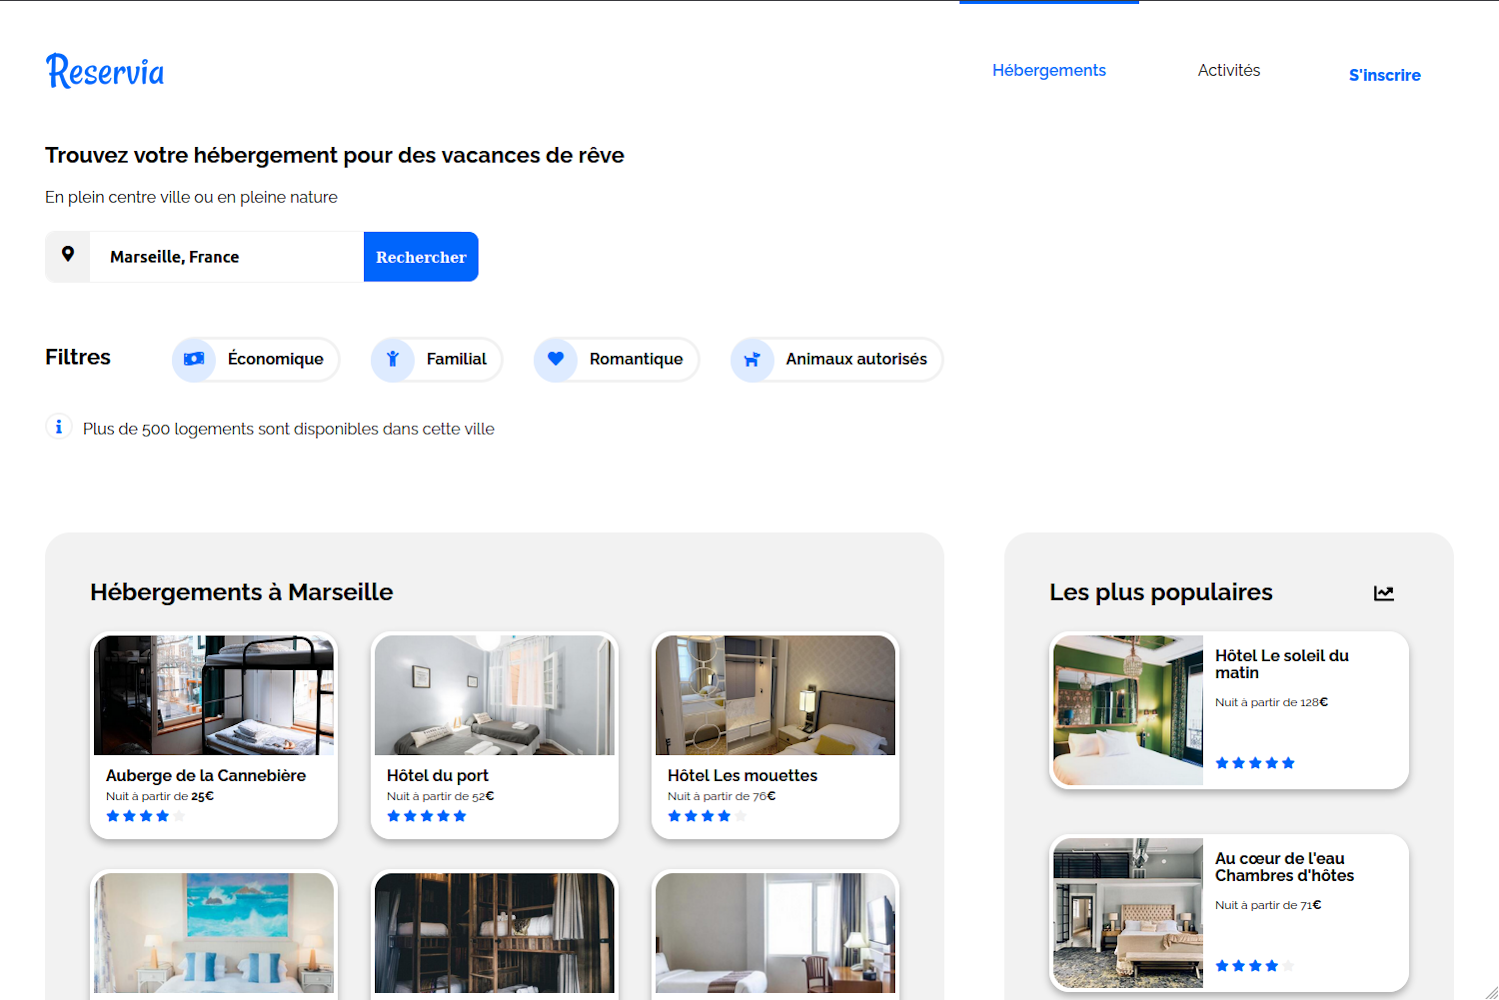 Reservia
Hébergements
Activités
S'inscrire
Trouvez votre hébergement pour des vacances de rêve
En plein centre ville ou en pleine nature
Marseille, France
Rechercher
Filtres
Économique
Familial
Romantique
Animaux autorisés
Plus de 500 logements sont disponibles dans cette ville
Hébergements à Marseille
Auberge de la Cannebière
Nuit à partir de 25€
Hôtel du port
Nuit à partir de 52€
Hôtel Les mouettes
Nuit à partir de 76€
Les plus populaires
Hôtel Le soleil du
matin
Nuit à partir de 128€
Au cœur de l'eau
Chambres d'hôtes
Nuit à partir de 71€